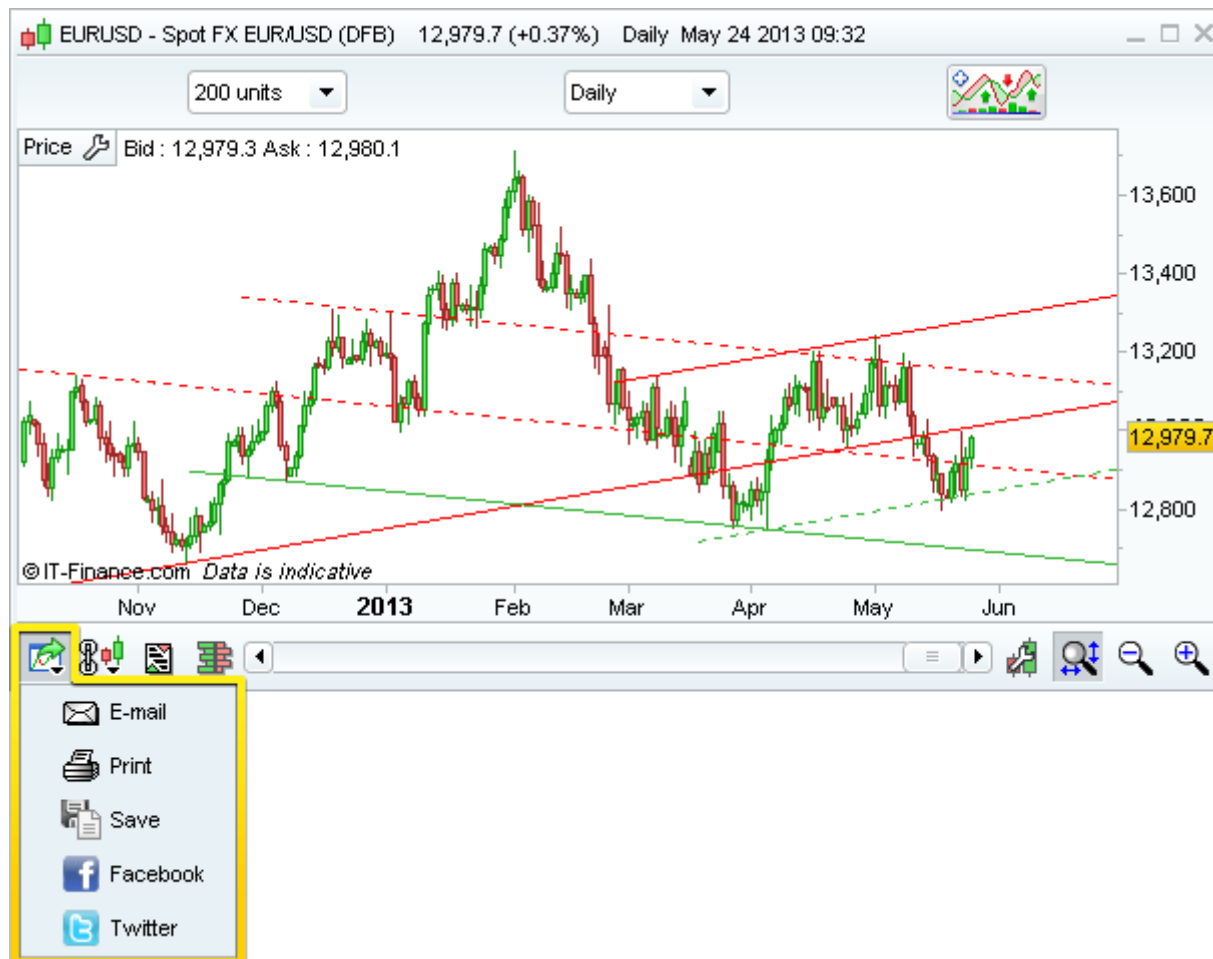 EURUSD - Spot FX EUR/USD (DFB) 12,979.7 (+0.37%) Daily May 24 2013 09:32
200 units Daily
Price Bid : 12,979.3 Ask : 12,980.1
13,600
13,400
13,200
12,979.7
12,800
© IT-Finance.com Data is indicative
Nov Dec 2013 Feb Mar Apr May Jun
E-mail
Print
Save
Facebook
Twitter